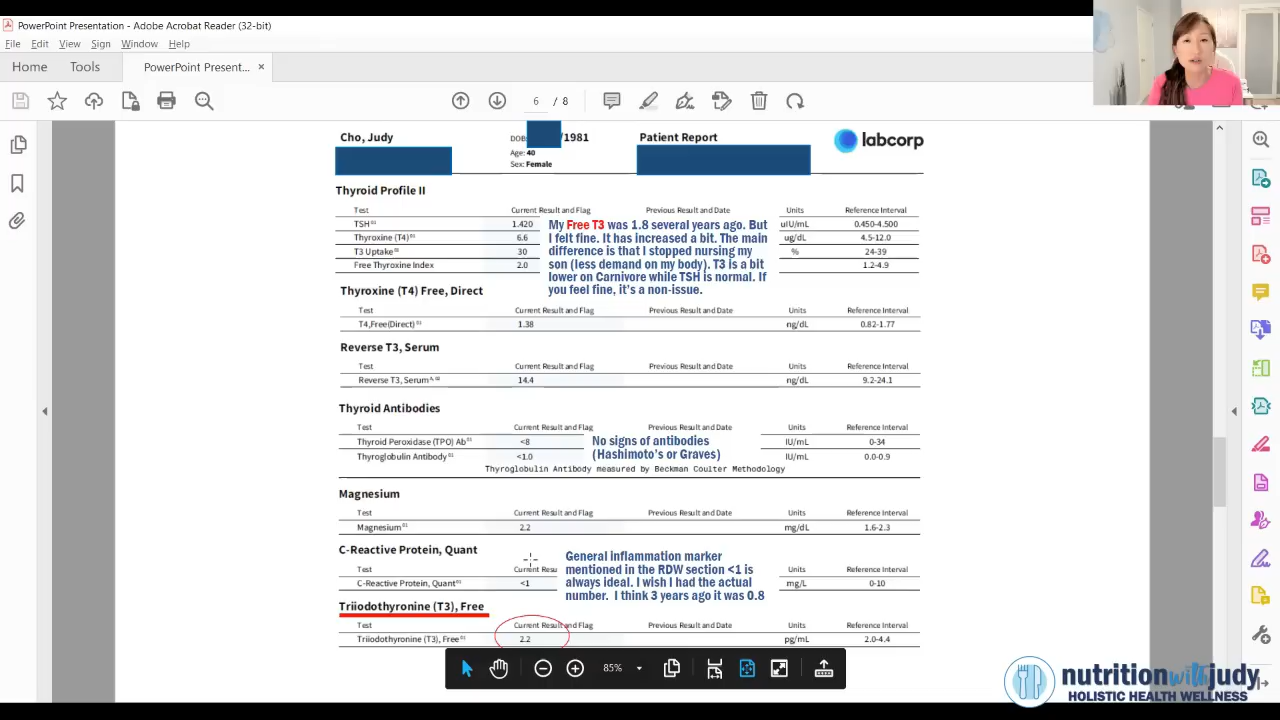 PowerPoint Presentation - Adobe Acrobat Reader (32-bit)
File Edit View Sign Window Help
Home Tools PowerPoint Present... ×
6 / 8
Cho, Judy DOB: /1981 Patient Report labcorp
Age: 40
Sex: Female
Thyroid Profile II
Test Current Result and Flag Previous Result and Date Units Reference Interval
TSH 01 1.420 uIU/mL 0.450-4.500
Thyroxine (T4) 01 6.6 ug/dL 4.5-12.0
T3 Uptake 30 % 24-39
Free Thyroxine Index 2.0 1.2-4.9
My Free T3 was 1.8 several years ago. But
I felt fine. It has increased a bit. The main
difference is that I stopped nursing my
son (less demand on my body). T3 is a bit
lower on Carnivore while TSH is normal. If
you feel fine, it's a non-issue.
Thyroxine (T4) Free, Direct
Test Current Result and Flag Previous Result and Date Units Reference Interval
T4,Free(Direct) 01 1.38 ng/dL 0.82-1.77
Reverse T3, Serum
Test Current Result and Flag Previous Result and Date Units Reference Interval
Reverse T3, Serum A, 02 14.4 ng/dL 9.2-24.1
Thyroid Antibodies
Test Current Result and Flag Previous Result and Date Units Reference Interval
Thyroid Peroxidase (TPO) Ab 01 <8 IU/mL 0-34
Thyroglobulin Antibody 01 <1.0 IU/mL 0.0-0.9
No signs of antibodies
(Hashimoto's or Graves)
Thyroglobulin Antibody measured by Beckman Coulter Methodology
Magnesium
Test Current Result and Flag Previous Result and Date Units Reference Interval
Magnesium 01 2.2 mg/dL 1.6-2.3
C-Reactive Protein, Quant
Test Current Resu Units Reference Interval
C-Reactive Protein, Quant 01 <1 mg/L 0-10
General inflammation marker
mentioned in the RDW section <1 is
always ideal. I wish I had the actual
number. I think 3 years ago it was 0.8
Triiodothyronine (T3), Free
Test Current Result and Flag Previous Result and Date Units Reference Interval
Triiodothyronine (T3), Free 01 2.2 pg/mL 2.0-4.4
85%
nutrition with judy
HOLISTIC HEALTH WELLNESS